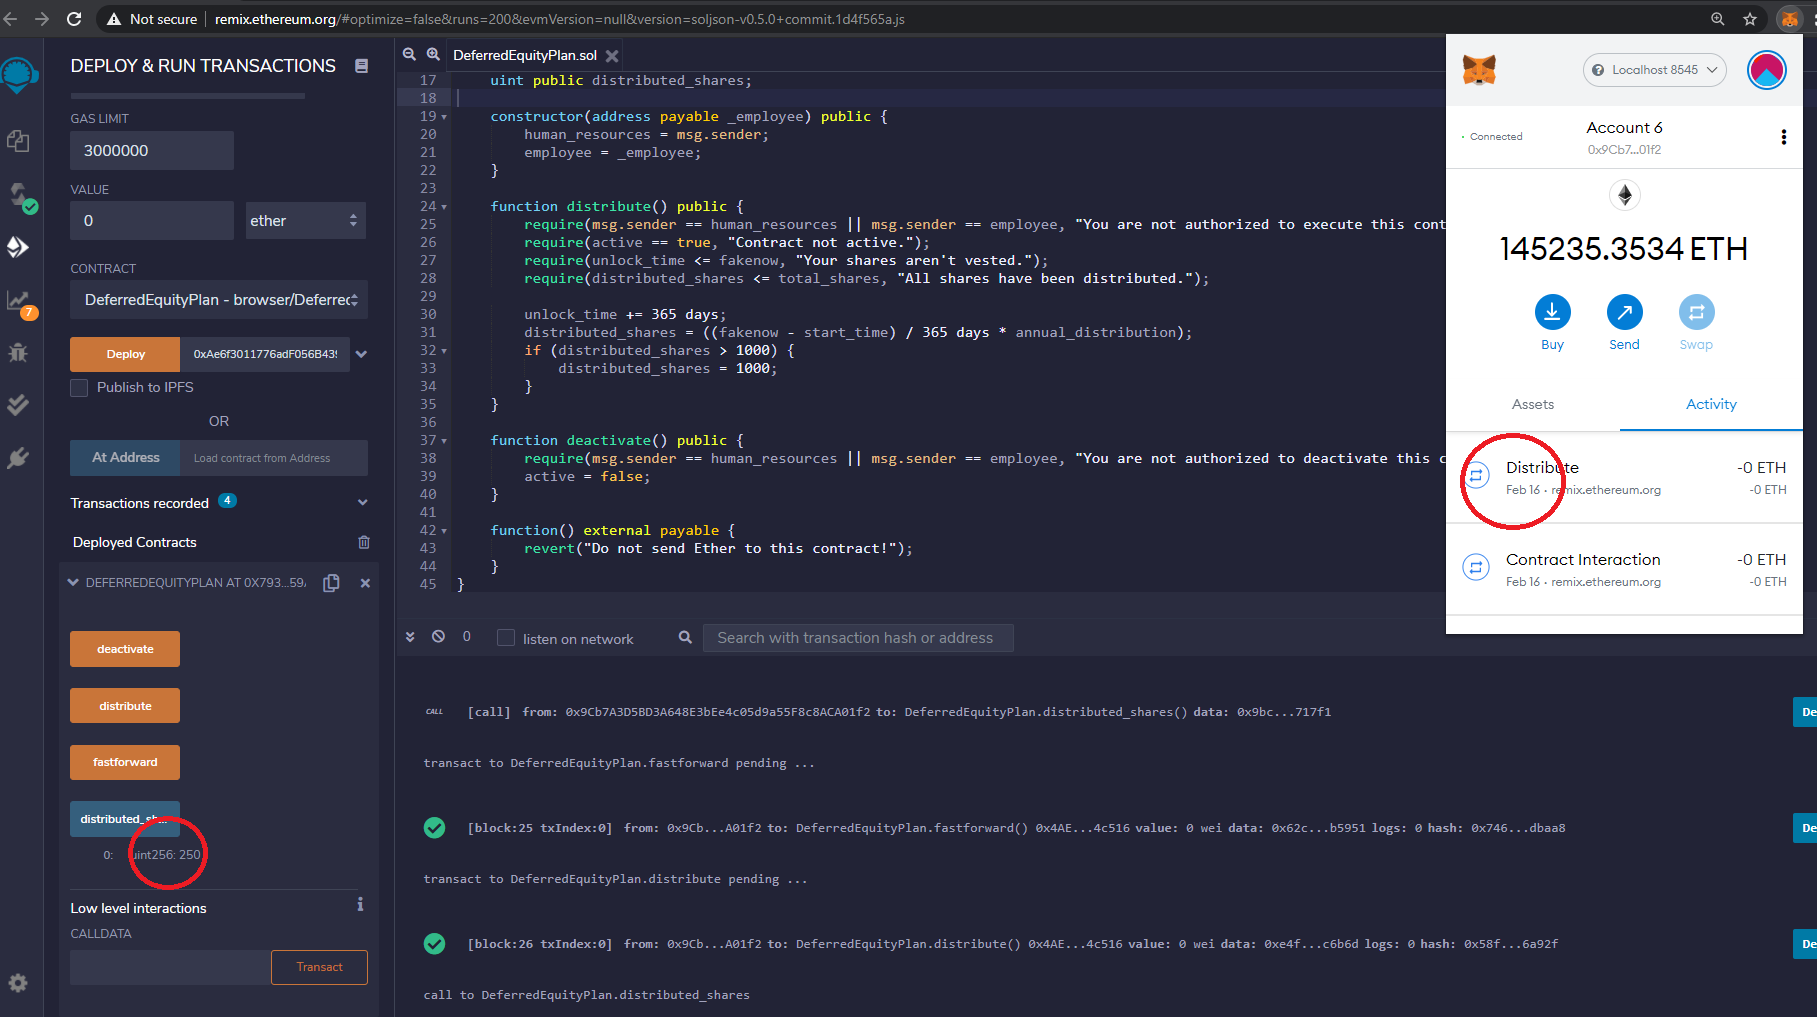 Not secure
remix.ethereum.org/#optimize=false&runs=200&evmVersion=null&version=soljson-v0.5.0+commit.1d4f565a.js
DEPLOY & RUN TRANSACTIONS
GAS LIMIT
3000000
VALUE
0
ether
CONTRACT
DeferredEquityPlan - browser/Deferrec
Deploy
0xAe6f3011776adF056B439
Publish to IPFS
OR
At Address
Load contract from Address
Transactions recorded 4
Deployed Contracts
DEFERREDEQUITYPLAN AT 0X793...59A
deactivate
distribute
fastforward
distributed_sh...
0: uint256: 250
Low level interactions
CALLDATA
Transact
7
DeferredEquityPlan.sol
17 uint public distributed_shares;
18
19 constructor(address payable _employee) public {
20 human_resources = msg.sender;
21 employee = _employee;
22 }
23
24 function distribute() public {
25 require(msg.sender == human_resources || msg.sender == employee, "You are not authorized to execute this cont
26 require(active == true, "Contract not active.");
27 require(unlock_time <= fakenow, "Your shares aren't vested.");
28 require(distributed_shares <= total_shares, "All shares have been distributed.");
29
30 unlock_time += 365 days;
31 distributed_shares = ((fakenow - start_time) / 365 days * annual_distribution);
32 if (distributed_shares > 1000) {
33 distributed_shares = 1000;
34 }
35 }
36
37 function deactivate() public {
38 require(msg.sender == human_resources || msg.sender == employee, "You are not authorized to deactivate this c
39 active = false;
40 }
41
42 function() external payable {
43 revert("Do not send Ether to this contract!");
44 }
45 }
0
listen on network
Search with transaction hash or address
CALL [call] from: 0x9Cb7A3D5BD3A648E3bEe4c05d9a55F8c8ACA01f2 to: DeferredEquityPlan.distributed_shares() data: 0x9bc...717f1
De
transact to DeferredEquityPlan.fastforward pending ...
[block:25 txIndex:0] from: 0x9Cb...A01f2 to: DeferredEquityPlan.fastforward() 0x4AE...4c516 value: 0 wei data: 0x62c...b5951 logs: 0 hash: 0x746...dbaa8
De
transact to DeferredEquityPlan.distribute pending ...
[block:26 txIndex:0] from: 0x9Cb...A01f2 to: DeferredEquityPlan.distribute() 0x4AE...4c516 value: 0 wei data: 0xe4f...c6b6d logs: 0 hash: 0x58f...6a92f
De
call to DeferredEquityPlan.distributed_shares
Localhost 8545
Connected
Account 6
0x9Cb7...01f2
145235.3534 ETH
Buy
Send
Swap
Assets
Activity
Distribute
-0 ETH
Feb 16 · remix.ethereum.org
-0 ETH
Contract Interaction
-0 ETH
Feb 16 · remix.ethereum.org
-0 ETH